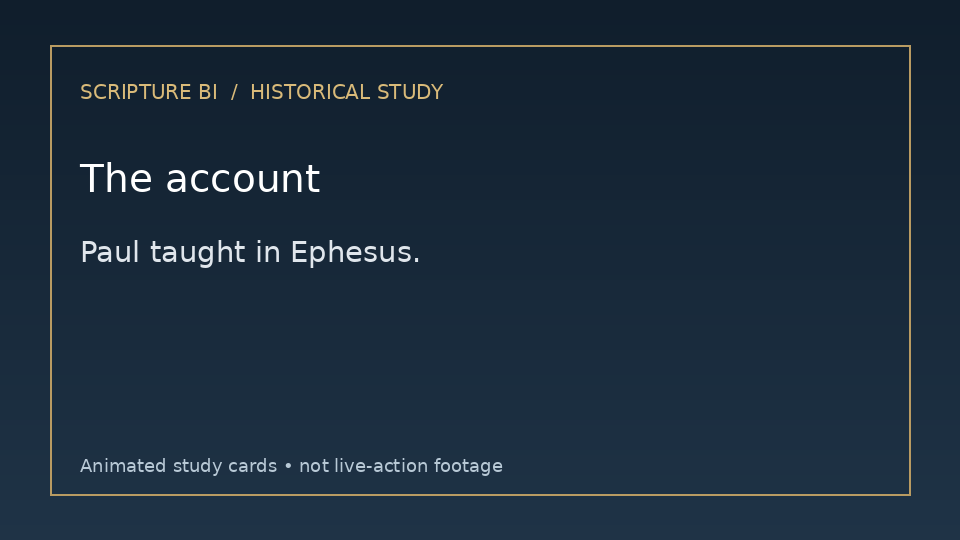 SCRIPTURE BI / HISTORICAL STUDY
The account
Paul taught in Ephesus.
Animated study cards • not live-action footage